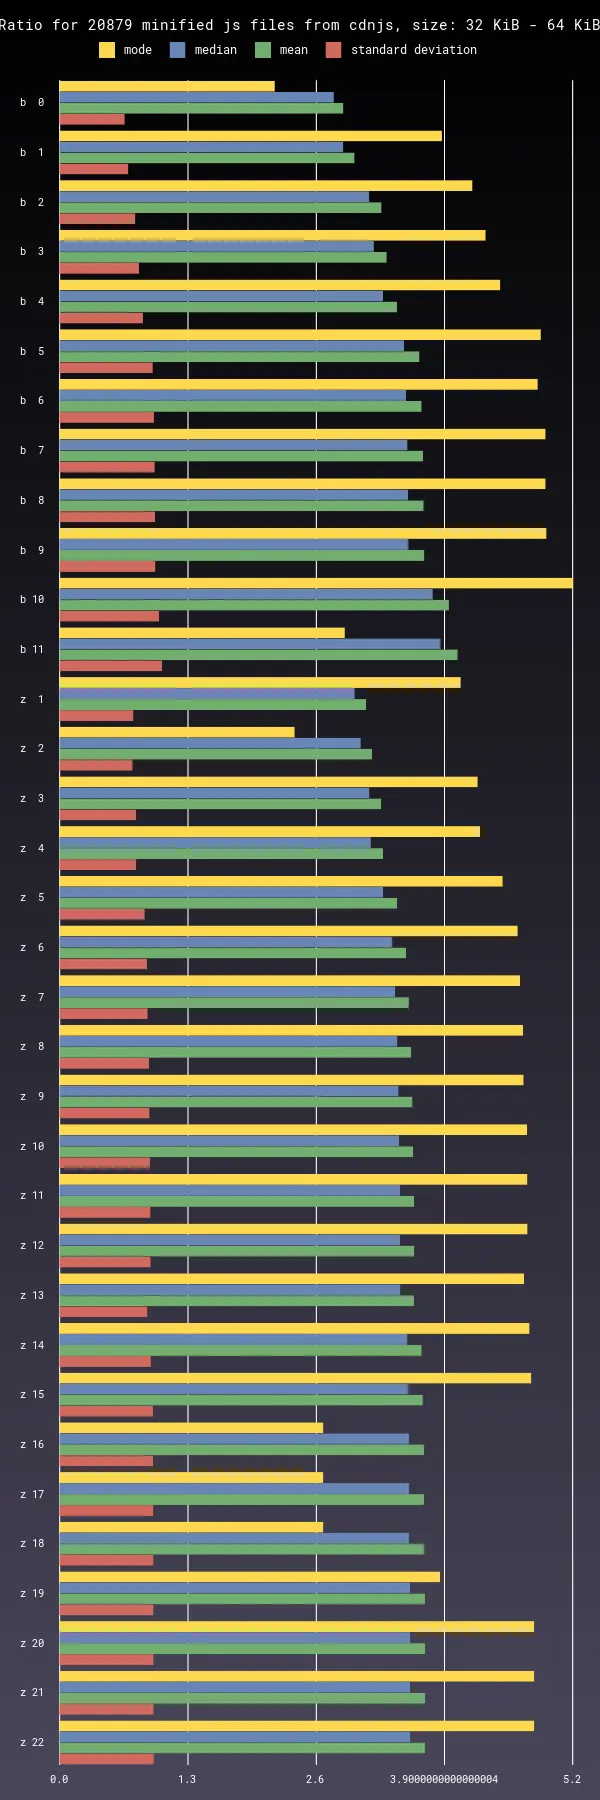 Ratio for 20879 minified js files from cdnjs, size: 32 KiB - 64 KiB
mode median mean standard deviation
b 0
b 1
b 2
b 3
b 4
b 5
b 6
b 7
b 8
b 9
b 10
b 11
z 1
z 2
z 3
z 4
z 5
z 6
z 7
z 8
z 9
z 10
z 11
z 12
z 13
z 14
z 15
z 16
z 17
z 18
z 19
z 20
z 21
z 22
0.0 1.3 2.6 3.9000000000000004 5.2